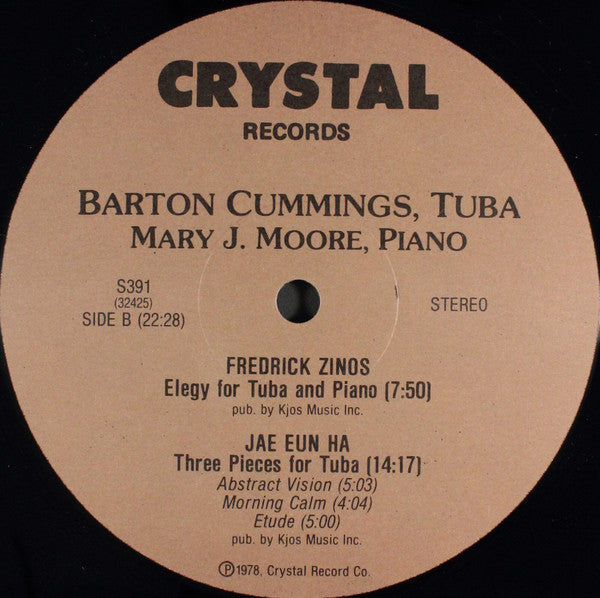 CRYSTAL
RECORDS
BARTON CUMMINGS, TUBA
MARY J. MOORE, PIANO
S391
(32425)
SIDE B (22:28)
STEREO
FREDRICK ZINOS
Elegy for Tuba and Piano (7:50)
pub. by Kjos Music Inc.
JAE EUN HA
Three Pieces for Tuba (14:17)
Abstract Vision (5:03)
Morning Calm (4:04)
Etude (5:00)
pub. by Kjos Music Inc.
℗1978, Crystal Record Co.